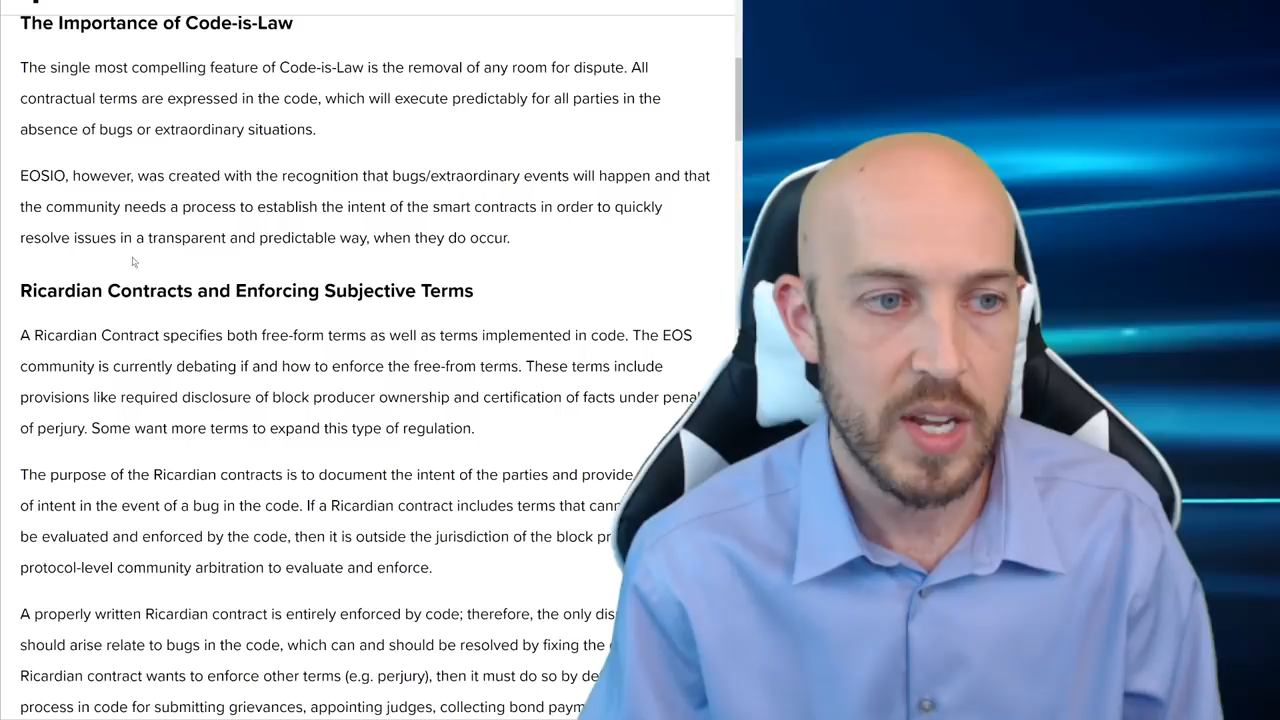 The Importance of Code-is-Law
The single most compelling feature of Code-is-Law is the removal of any room for dispute. All
contractual terms are expressed in the code, which will execute predictably for all parties in the
absence of bugs or extraordinary situations.
EOSIO, however, was created with the recognition that bugs/extraordinary events will happen and that
the community needs a process to establish the intent of the smart contracts in order to quickly
resolve issues in a transparent and predictable way, when they do occur.
Ricardian Contracts and Enforcing Subjective Terms
A Ricardian Contract specifies both free-form terms as well as terms implemented in code. The EOS
community is currently debating if and how to enforce the free-from terms. These terms include
provisions like required disclosure of block producer ownership and certification of facts under
of perjury. Some want more terms to expand this type of regulation.
The purpose of the Ricardian contracts is to document the intent of the parties and provide
of intent in the event of a bug in the code. If a Ricardian contract includes terms that
be evaluated and enforced by the code, then it is outside the jurisdiction of the block
protocol-level community arbitration to evaluate and enforce.
A properly written Ricardian contract is entirely enforced by code; therefore, the only
should arise relate to bugs in the code, which can and should be resolved by fixing the
Ricardian contract wants to enforce other terms (e.g. perjury), then it must do so by
process in code for submitting grievances, appointing judges, collecting bond